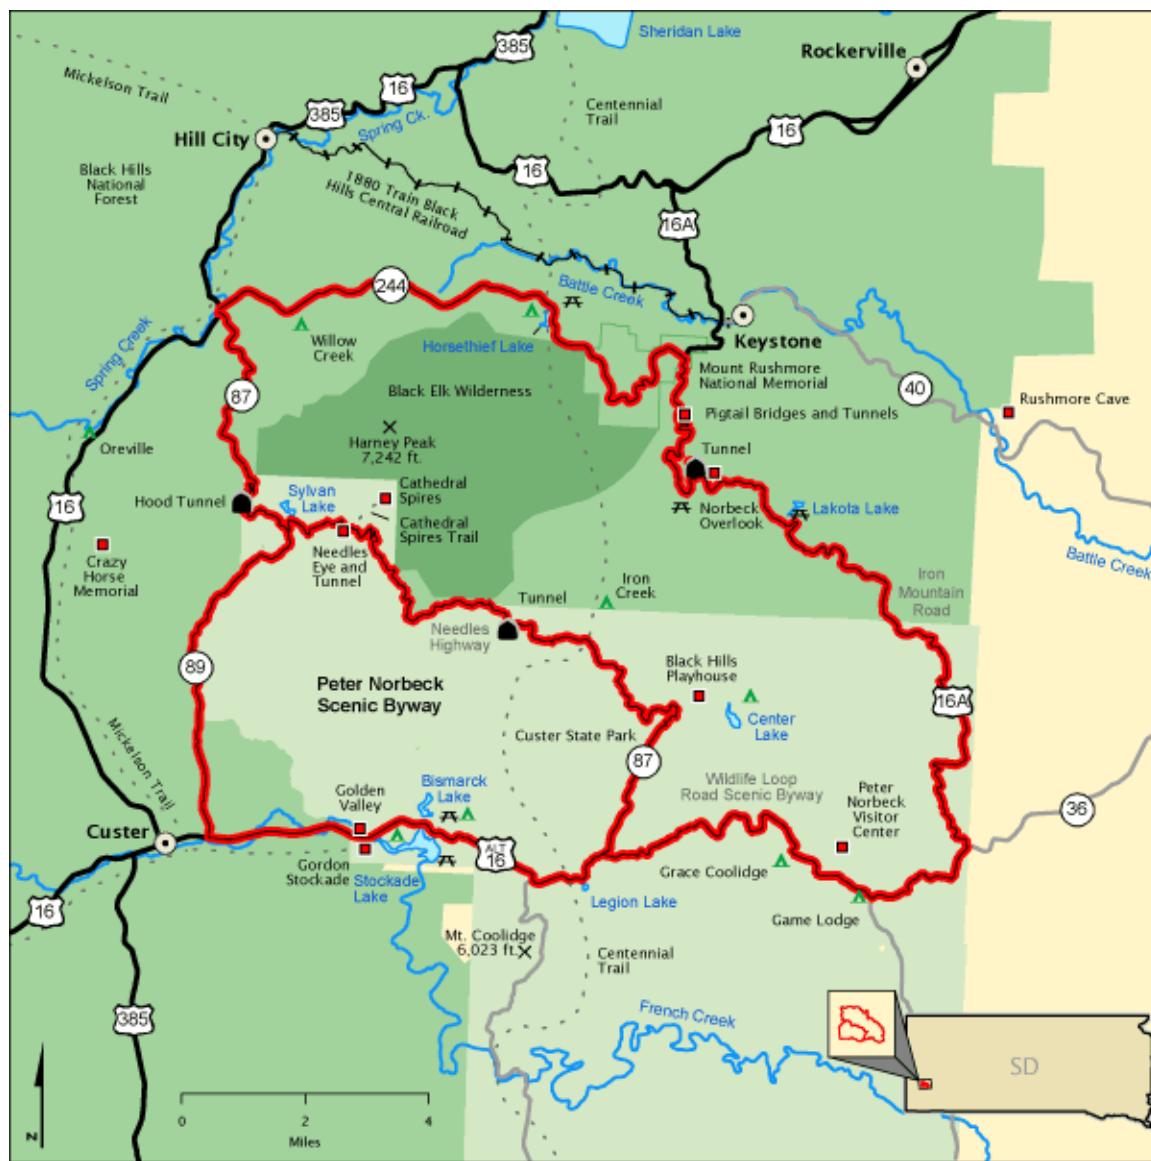 Sheridan Lake
385
Rockerville
Mickelson Trail
16
385
Centennial
Trail
Spring Ck.
16
Hill City
16
Black Hills
National
Forest
1880 Train Black
Hills Central Railroad
16A
244
Battle Creek
Spring Creek
Willow
Creek
Horsethief Lake
Keystone
Mount Rushmore
National Memorial
40
87
Black Elk Wilderness
Rushmore Cave
Pigtail Bridges and Tunnels
Oreville
Harney Peak
7,242 ft.
Tunnel
Cathedral
Spires
Hood Tunnel
Sylvan
Lake
16
Norbeck
Overlook
Lakota Lake
Cathedral
Spires Trail
Needles
Eye and
Tunnel
Crazy
Horse
Memorial
Battle Creek
Iron
Creek
Iron
Mountain
Road
Tunnel
Needles
Highway
89
Black Hills
Playhouse
Peter Norbeck
Scenic Byway
16A
Center
Lake
Custer State Park
Mickelson Trail
87
Bismarck
Lake
Wildlife Loop
Road Scenic Byway
Golden
Valley
Peter
Norbeck
Visitor
Center
36
Custer
ALT
16
Gordon
Stockade
Stockade
Lake
Grace Coolidge
Legion Lake
16
Game Lodge
Mt. Coolidge
6,023 ft.
Centennial
Trail
French Creek
385
SD
0 2 4
Miles
N